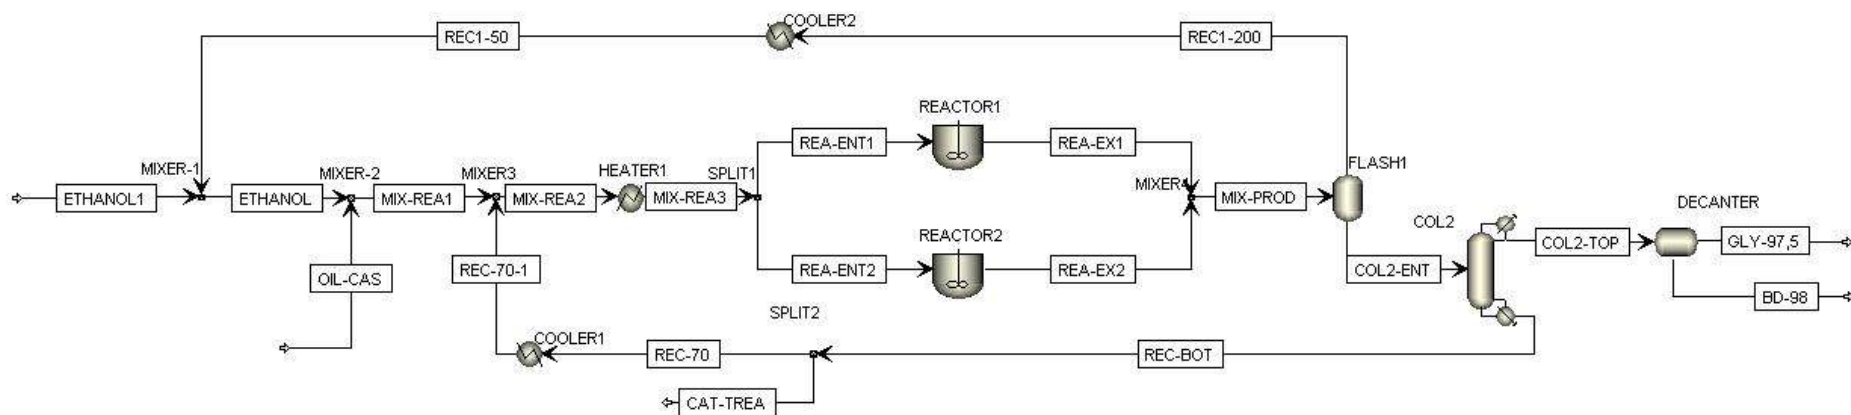 COOLER2
REC1-50
REC1-200
REACTOR1
REA-ENT1
REA-EX1
MIXER-1
MIXER-2
MIXER3
HEATER1
SPLIT1
FLASH1
ETHANOL1
ETHANOL
MIX-REA1
MIX-REA2
MIX-REA3
MIXER4
MIX-PROD
DECANTER
COL2
REACTOR2
COL2-TOP
GLY-97,5
OIL-CAS
REC-70-1
REA-ENT2
REA-EX2
COL2-ENT
BD-98
SPLIT2
COOLER1
REC-70
REC-BOT
CAT-TREA